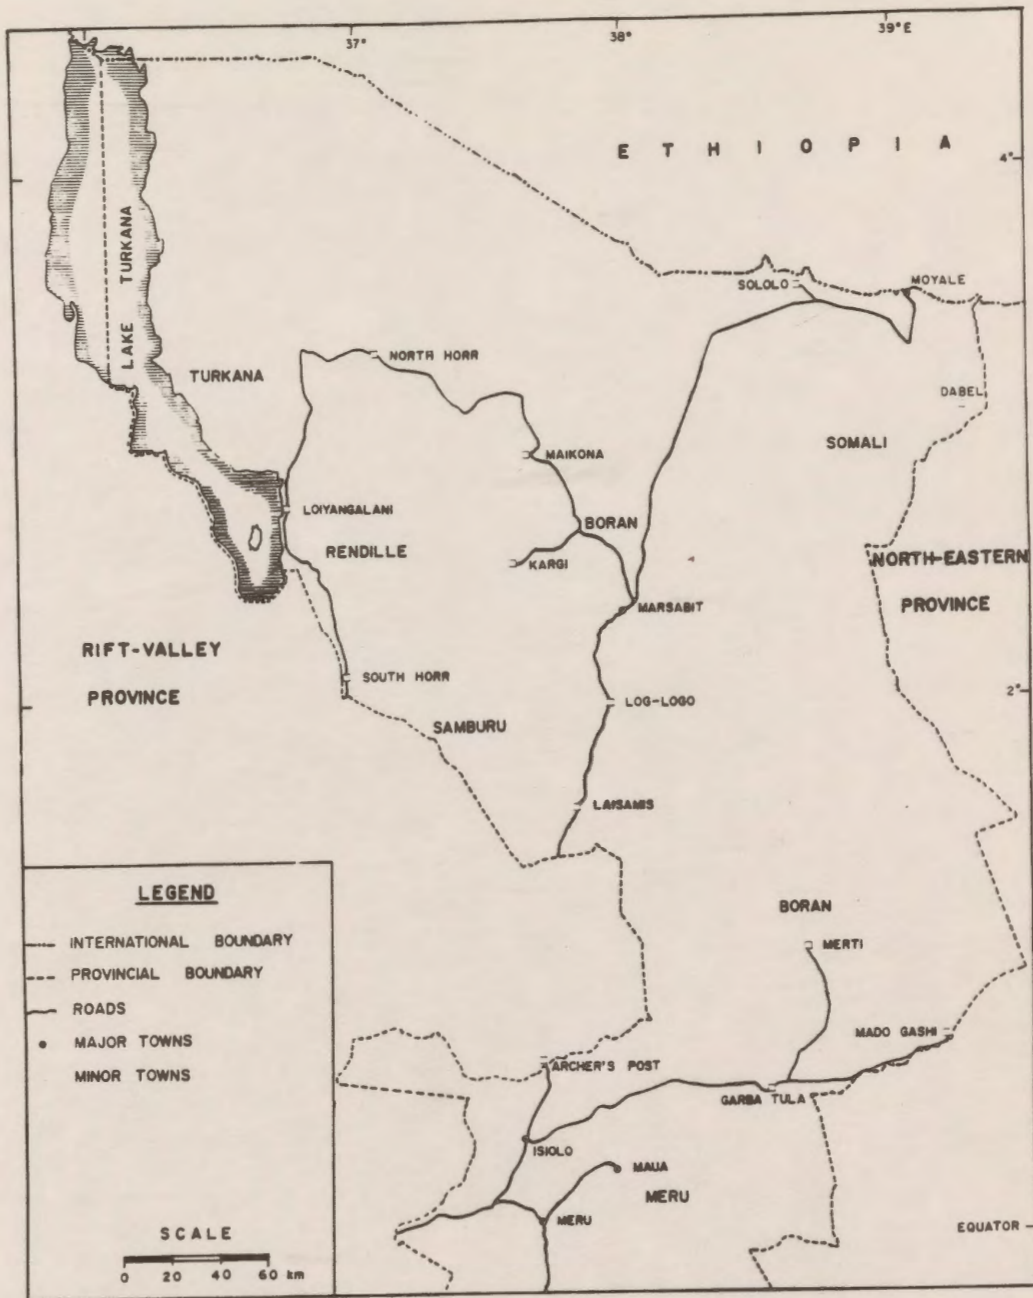 37°
38°
39°E
E T H I O P I A
4°
LAKE TURKANA
SOLOLO
MOYALE
NORTH HORR
TURKANA
DABEL
SOMALI
MAIKONA
LOIYANGALANI
BORAN
RENDILLE
KARGI
NORTH-EASTERN
PROVINCE
MARSABIT
RIFT-VALLEY
PROVINCE
SOUTH HORR
2°
LOG-LOGO
SAMBURU
LAISAMIS
BORAN
MERTI
LEGEND
INTERNATIONAL BOUNDARY
PROVINCIAL BOUNDARY
ROADS
MAJOR TOWNS
MINOR TOWNS
MADO GASHI
ARCHER'S POST
GARBA TULA
ISIOLO
MAUA
MERU
MERU
EQUATOR
SCALE
0 20 40 60 km